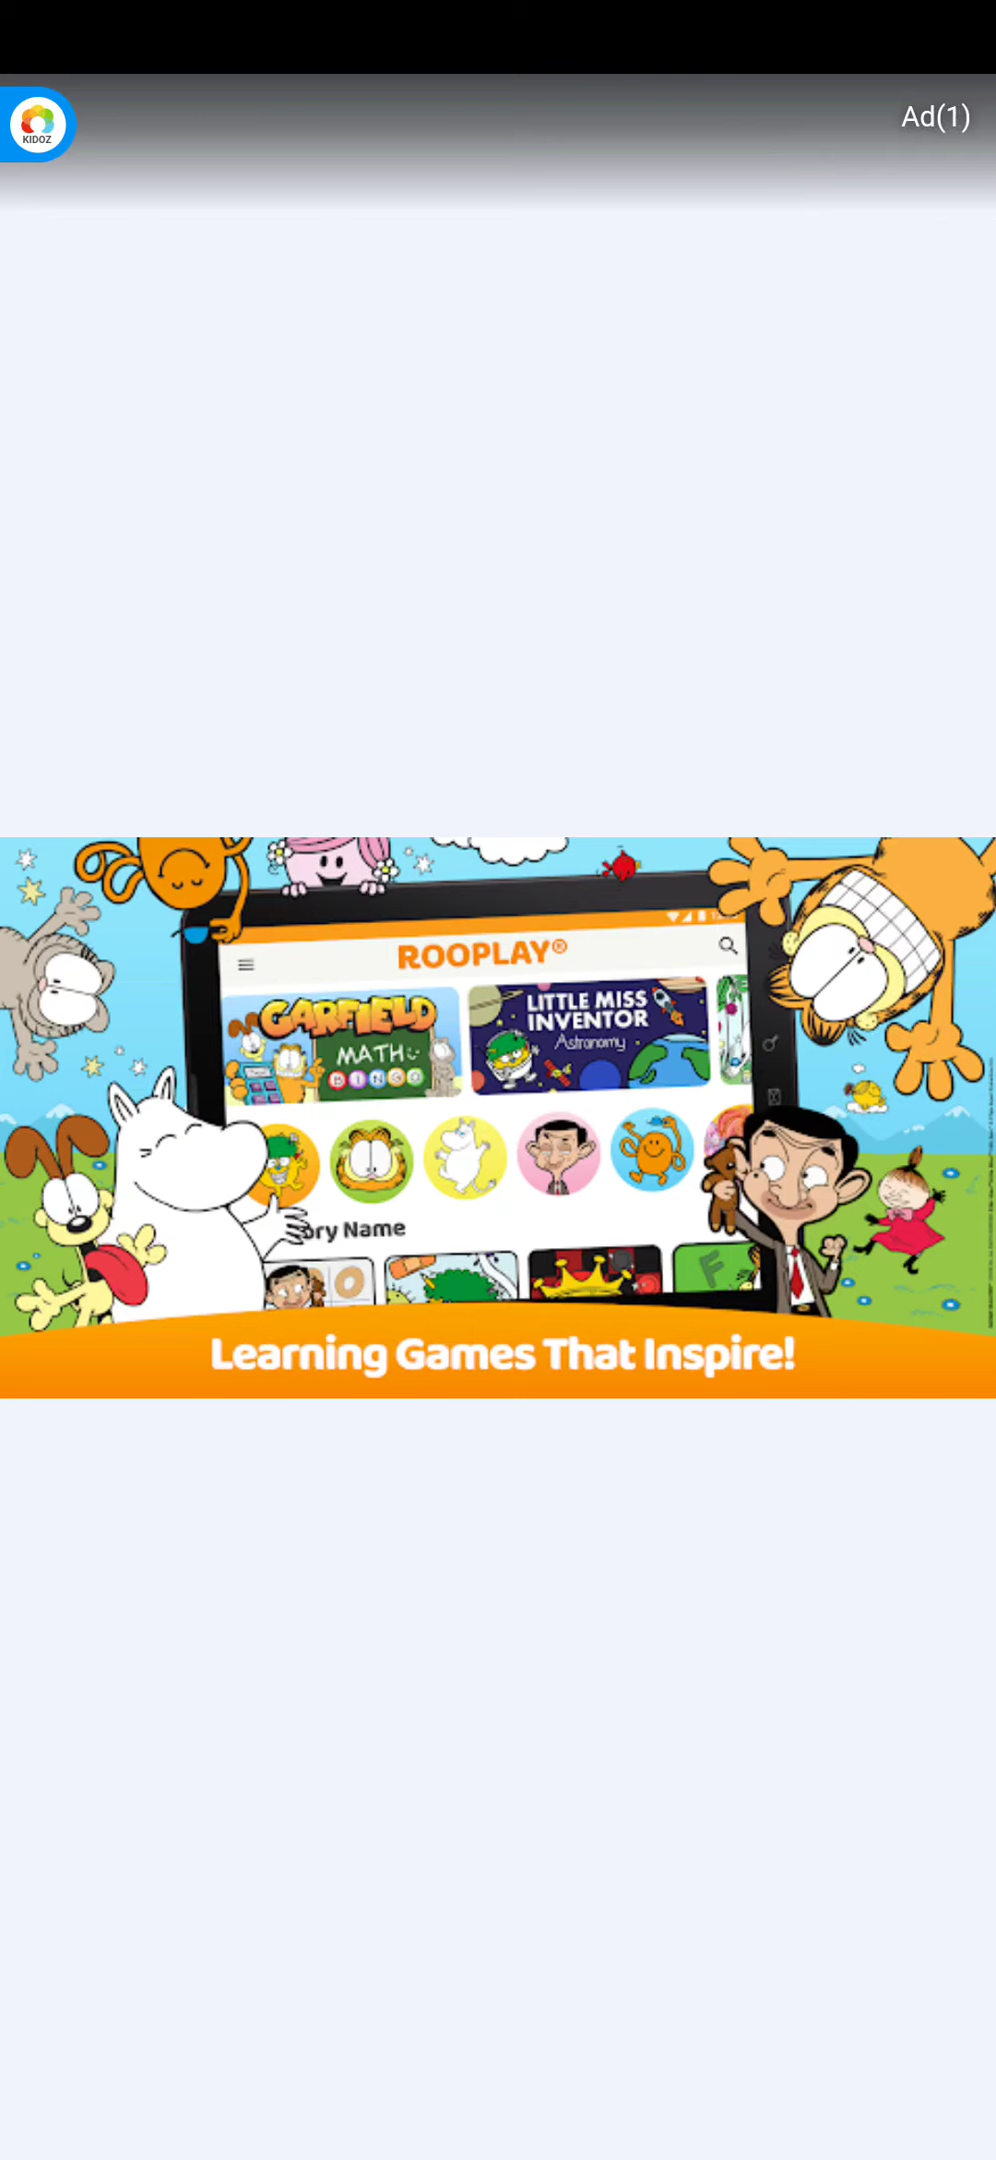 KIDOZ
Ad(1)
ROOPLAY®
GARFIELD
MATH
BINGO
LITTLE MISS
INVENTOR
Astronomy
ory Name
O
F
Learning Games That Inspire!